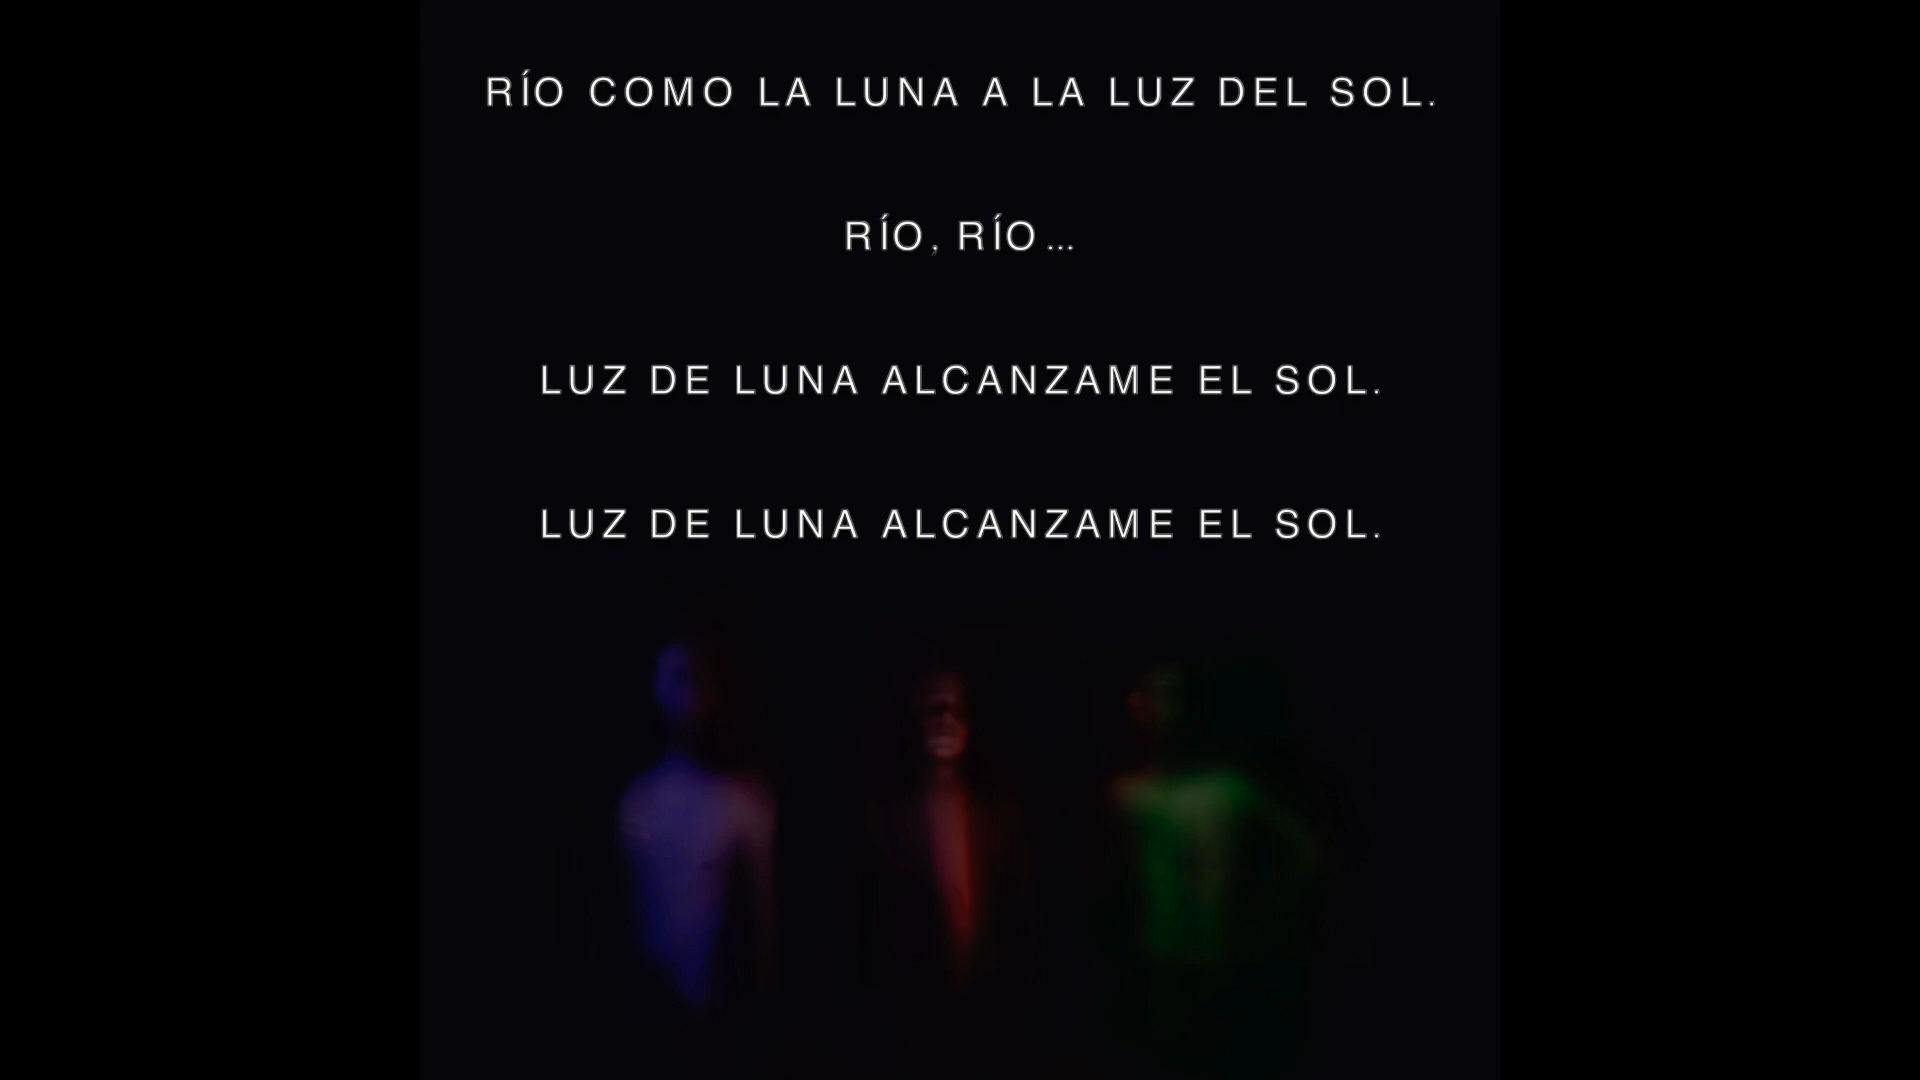 RÍO COMO LA LUNA A LA LUZ DEL SOL.
RÍO, RÍO...
LUZ DE LUNA ALCANZAME EL SOL.
LUZ DE LUNA ALCANZAME EL SOL.